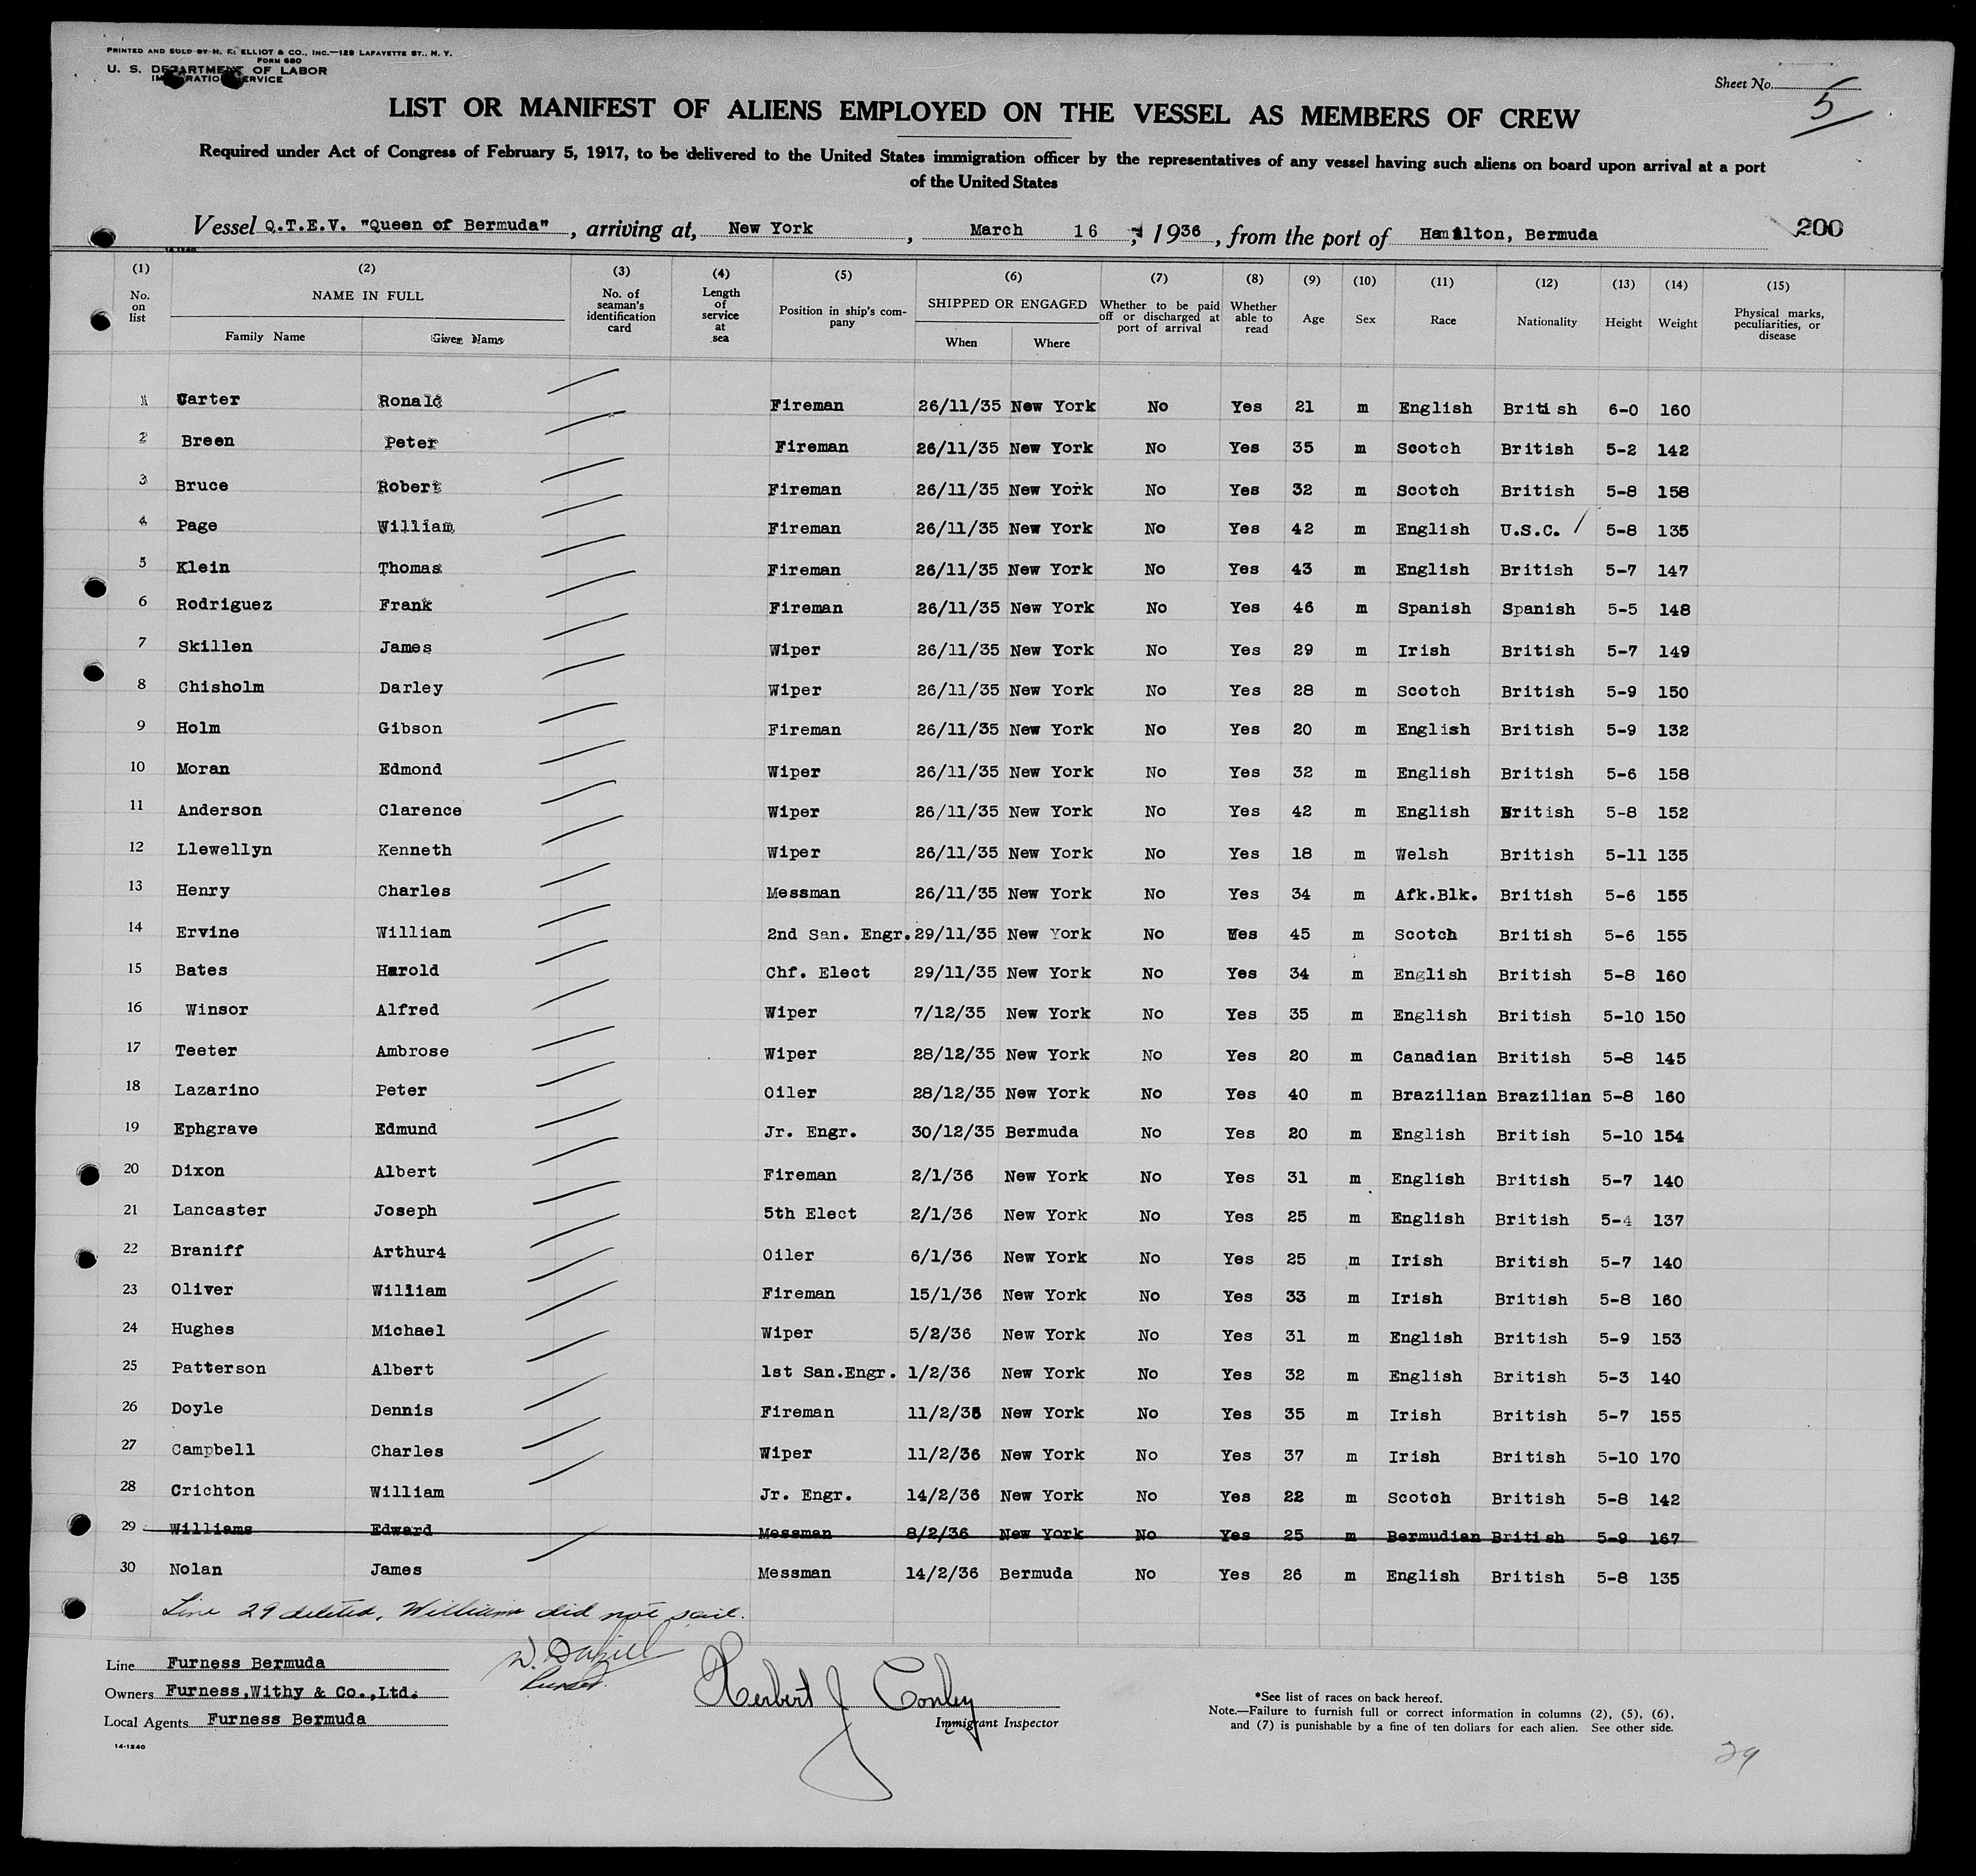 PRINTED AND SOLD BY M. F. ELLIOT & CO., INC.—129 LAFAYETTE ST., N. Y.
FORM 680
U. S. DEPARTMENT OF LABOR
IMMIGRATION SERVICE
Sheet No. 5
LIST OR MANIFEST OF ALIENS EMPLOYED ON THE VESSEL AS MEMBERS OF CREW
Required under Act of Congress of February 5, 1917, to be delivered to the United States immigration officer by the representatives of any vessel having such aliens on board upon arrival at a port
of the United States
Vessel Q.T.E.V. "Queen of Bermuda", arriving at, New York, March 16, 1936, from the port of Hamilton, Bermuda 200
14-1240
(1) (2) (3) (4) (5) (6) (7) (8) (9) (10) (11) (12) (13) (14) (15)
No. on list NAME IN FULL Family Name Given Name No. of seaman's identification card Length of service at sea Position in ship's company SHIPPED OR ENGAGED When Where Whether to be paid off or discharged at port of arrival Whether able to read Age Sex Race Nationality Height Weight Physical marks, peculiarities, or disease
1 Carter Ronald Fireman 26/11/35 New York No Yes 21 m English British 6-0 160
2 Breen Peter Fireman 26/11/35 New York No Yes 35 m Scotch British 5-2 142
3 Bruce Robert Fireman 26/11/35 New York No Yes 32 m Scotch British 5-8 158
4 Page William Fireman 26/11/35 New York No Yes 42 m English U.S.C. / 5-8 135
5 Klein Thomas Fireman 26/11/35 New York No Yes 43 m English British 5-7 147
6 Rodriguez Frank Fireman 26/11/35 New York No Yes 46 m Spanish Spanish 5-5 148
7 Skillen James Wiper 26/11/35 New York No Yes 29 m Irish British 5-7 149
8 Chisholm Darley Wiper 26/11/35 New York No Yes 28 m Scotch British 5-9 150
9 Holm Gibson Fireman 26/11/35 New York No Yes 20 m English British 5-9 132
10 Moran Edmond Wiper 26/11/35 New York No Yes 32 m English British 5-6 158
11 Anderson Clarence Wiper 26/11/35 New York No Yes 42 m English British 5-8 152
12 Llewellyn Kenneth Wiper 26/11/35 New York No Yes 18 m Welsh British 5-11 135
13 Henry Charles Messman 26/11/35 New York No Yes 34 m Afk.Blk. British 5-6 155
14 Ervine William 2nd San. Engr. 29/11/35 New York No Yes 45 m Scotch British 5-6 155
15 Bates Harold Chf. Elect 29/11/35 New York No Yes 34 m English British 5-8 160
16 Winsor Alfred Wiper 7/12/35 New York No Yes 35 m English British 5-10 150
17 Teeter Ambrose Wiper 28/12/35 New York No Yes 20 m Canadian British 5-8 145
18 Lazarino Peter Oiler 28/12/35 New York No Yes 40 m Brazilian Brazilian 5-8 160
19 Ephgrave Edmund Jr. Engr. 30/12/35 Bermuda No Yes 20 m English British 5-10 154
20 Dixon Albert Fireman 2/1/36 New York No Yes 31 m English British 5-7 140
21 Lancaster Joseph 5th Elect 2/1/36 New York No Yes 25 m English British 5-4 137
22 Braniff Arthur4 Oiler 6/1/36 New York No Yes 25 m Irish British 5-7 140
23 Oliver William Fireman 15/1/36 New York No Yes 33 m Irish British 5-8 160
24 Hughes Michael Wiper 5/2/36 New York No Yes 31 m English British 5-9 153
25 Patterson Albert 1st San.Engr. 1/2/36 New York No Yes 32 m English British 5-3 140
26 Doyle Dennis Fireman 11/2/36 New York No Yes 35 m Irish British 5-7 155
27 Campbell Charles Wiper 11/2/36 New York No Yes 37 m Irish British 5-10 170
28 Crichton William Jr. Engr. 14/2/36 New York No Yes 22 m Scotch British 5-8 142
29 Williams Edward Messman 8/2/36 New York No Yes 25 m Bermudian British 5-9 167
30 Nolan James Messman 14/2/36 Bermuda No Yes 26 m English British 5-8 135
Line 29 deleted, Williams did not sail.
Purser.
Line Furness Bermuda
Owners Furness,Withy & Co.,Ltd.
Local Agents Furness Bermuda
14-1240
Herbert J Conley
Immigrant Inspector
*See list of races on back hereof.
Note.—Failure to furnish full or correct information in columns (2), (5), (6),
and (7) is punishable by a fine of ten dollars for each alien. See other side.
29